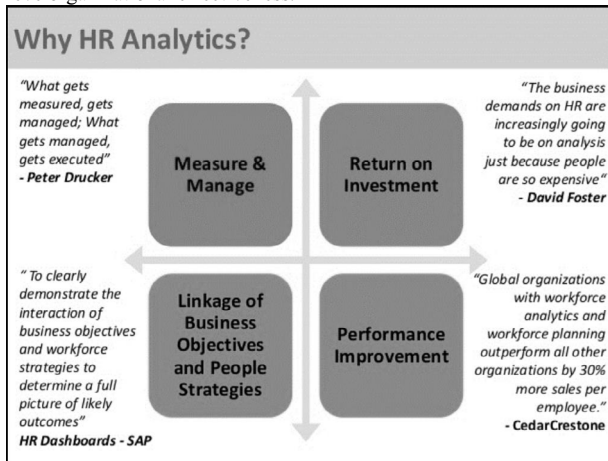 Why HR Analytics?
“What gets
measured, gets
managed; What
gets managed,
gets executed”
- Peter Drucker
Measure &
Manage
Return on
Investment
“The business
demands on HR are
increasingly going
to be on analysis
just because people
are so expensive“
- David Foster
“ To clearly
demonstrate the
interaction of
business objectives
and workforce
strategies to
determine a full
picture of likely
outcomes”
HR Dashboards - SAP
Linkage of
Business
Objectives
and People
Strategies
Performance
Improvement
“Global organizations
with workforce
analytics and
workforce planning
outperform all other
organizations by 30%
more sales per
employee.”
- CedarCrestone